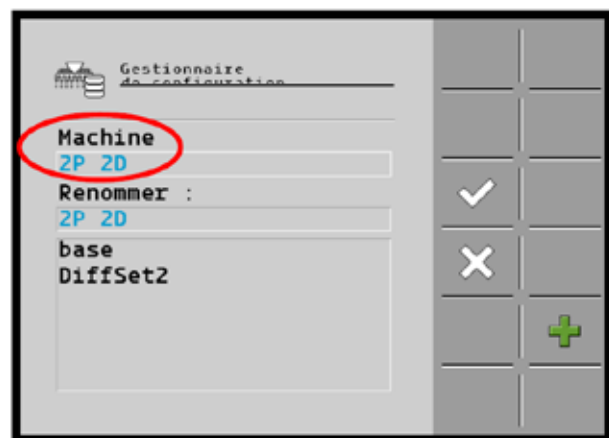 Gestionnaire
de configuration
Machine
2P 2D
Renommer :
2P 2D
base
DiffSet2